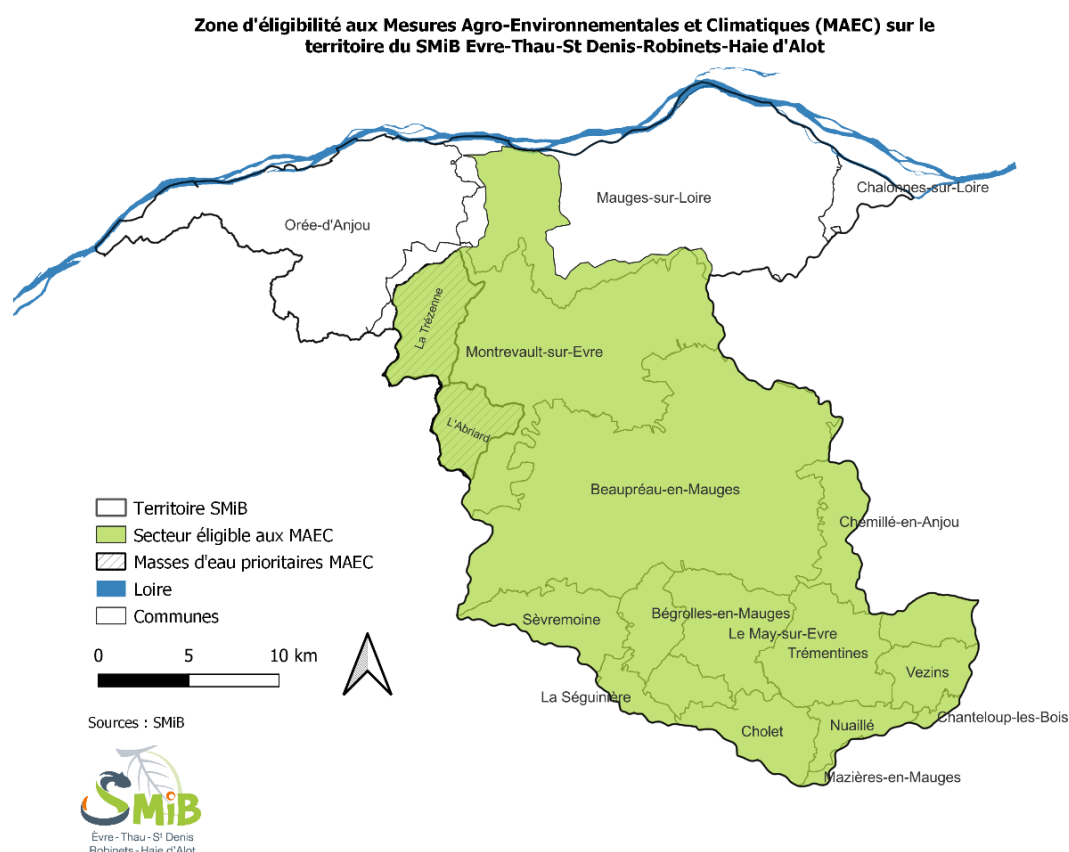 Zone d'éligibilité aux Mesures Agro-Environnementales et Climatiques (MAEC) sur le
territoire du SMiB Evre-Thau-St Denis-Robinets-Haie d'Alot
Chalonnes-sur-Loire
Mauges-sur-Loire
Orée-d'Anjou
La Trézenne
Montrevault-sur-Evre
L'Abriard
Beaupréau-en-Mauges
Chemillé-en-Anjou
Territoire SMiB
Secteur éligible aux MAEC
Masses d'eau prioritaires MAEC
Loire
Communes
Sèvremoine
Bégrolles-en-Mauges
Le May-sur-Evre
Trémentines
Vezins
La Séguinière
Chanteloup-les-Bois
Cholet
Nuaillé
Mazières-en-Mauges
0 5 10 km
Sources : SMiB
SMiB
Èvre - Thau - St Denis
Robinets - Haie d'Alot